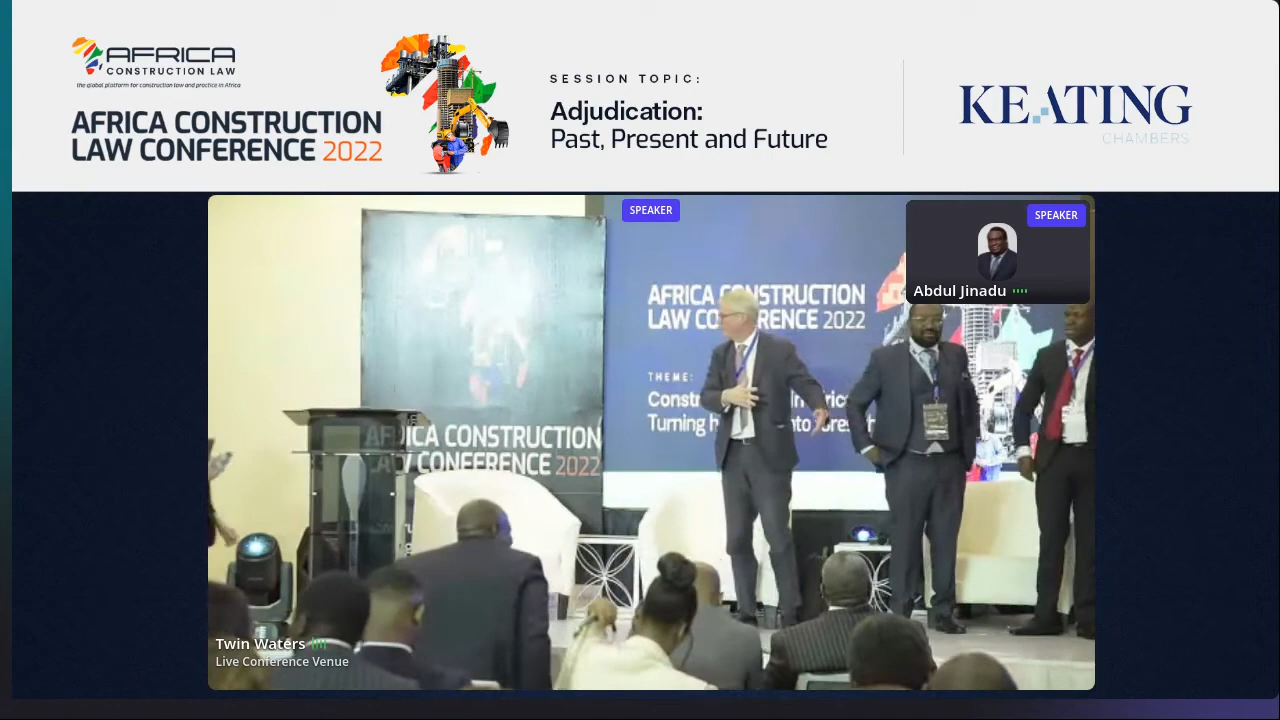 AFRICA
CONSTRUCTION LAW
the global platform for construction law and practice in Africa
AFRICA CONSTRUCTION
LAW CONFERENCE 2022
SESSION TOPIC:
Adjudication:
Past, Present and Future
KEATING
CHAMBERS
SPEAKER
SPEAKER
Abdul Jinadu
AFRICA CONSTRUCTION
LAW CONFERENCE 2022
THEME:
Constr
Turning h
AFRICA CONSTRUCTION
LAW CONFERENCE 2022
Twin Waters
Live Conference Venue